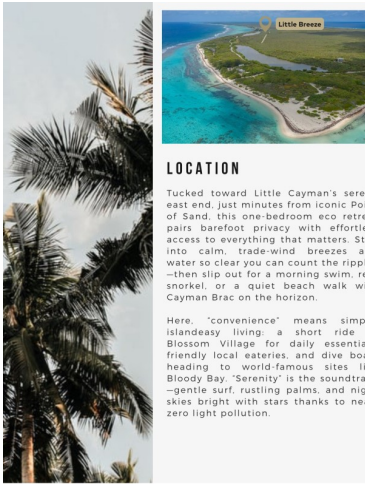 Little Breeze
LOCATION
Tucked toward Little Cayman's sere
east end, just minutes from iconic Poi
of Sand, this one-bedroom eco retre
pairs barefoot privacy with effortle
access to everything that matters. St
into calm, trade-wind breezes a
water so clear you can count the rippl
—then slip out for a morning swim, re
snorkel, or a quiet beach walk wi
Cayman Brac on the horizon.
Here, "convenience" means simp
islandeasy living: a short ride
Blossom Village for daily essentia
friendly local eateries, and dive boa
heading to world-famous sites li
Bloody Bay. "Serenity" is the soundtra
—gentle surf, rustling palms, and nig
skies bright with stars thanks to nea
zero light pollution.